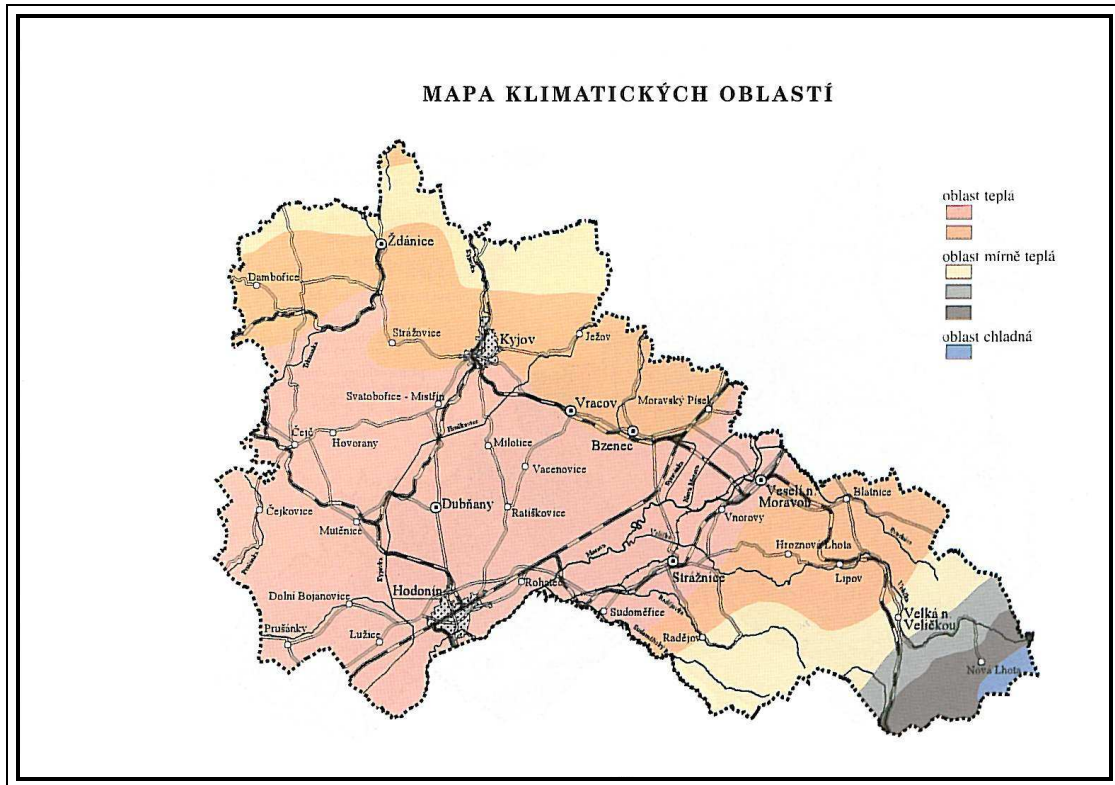 MAPA KLIMATICKÝCH OBLASTÍ
oblast teplá
oblast mírně teplá
oblast chladná
Ždánice
Dambořice
Strážovice
Kyjov
Ježov
Svatobořice - Mistřín
Vracov
Moravský Písek
Bzenec
Čejč
Hovorany
Milotice
Vacenovice
Čejkovice
Mutěnice
Dubňany
Ratíškovice
Veselí n.
Moravou
Vnorovy
Blatnice
Hroznová Lhota
Lipov
Strážnice
Hodonín
Rohatec
Dolní Bojanovice
Sudoměřice
Prušánky
Lužice
Radějov
Velká n.
Veličkou
Nová Lhota
Kyjovka
Morava